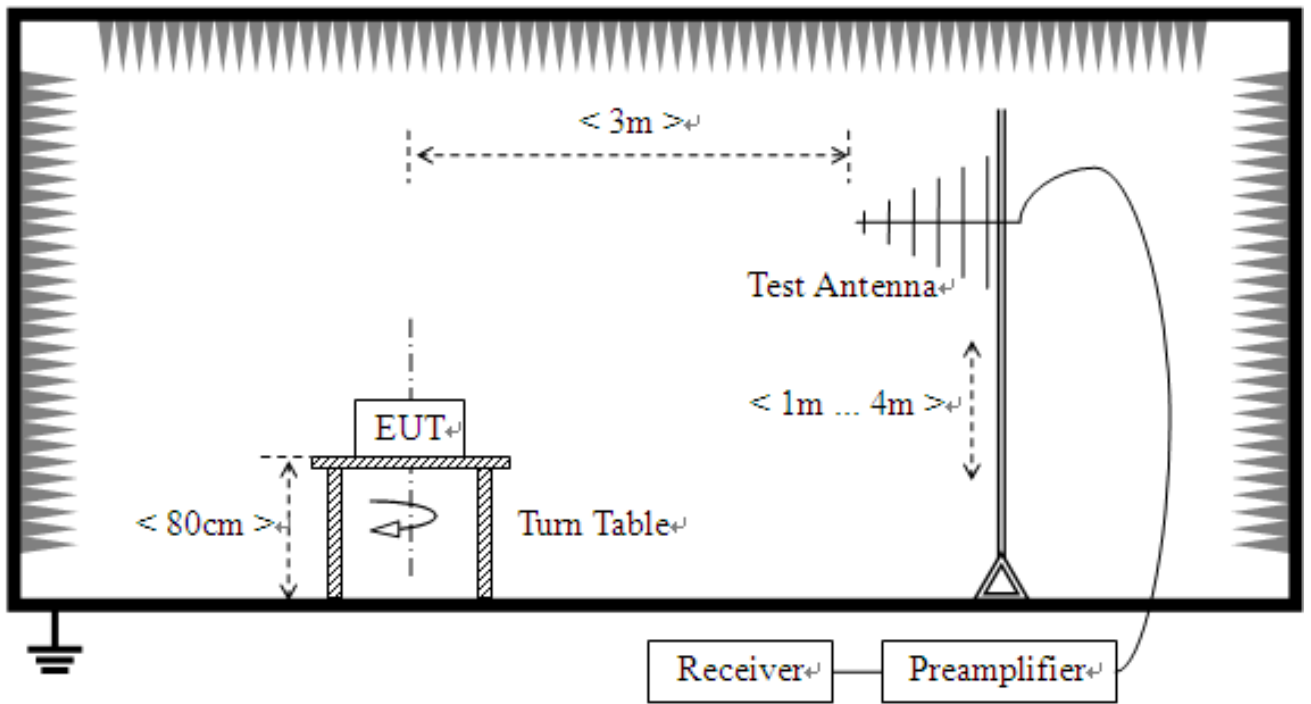 < 3m >↵
Test Antenna↵
< 1m ... 4m >↵
EUT↵
< 80cm >↵
Turn Table↵
Receiver↵
Preamplifier↵